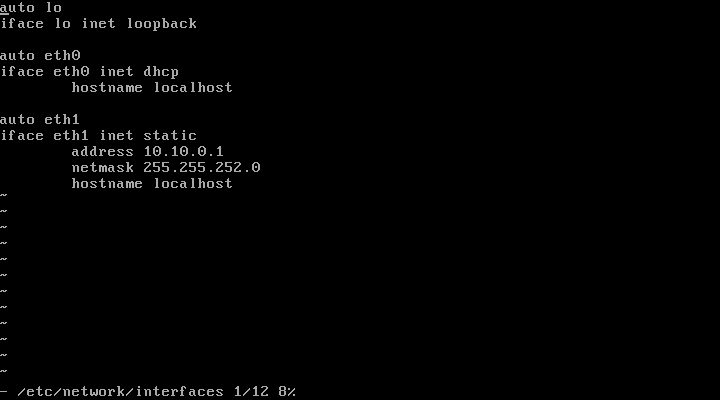 auto lo
iface lo inet loopback

auto eth0
iface eth0 inet dhcp
        hostname localhost

auto eth1
iface eth1 inet static
        address 10.10.0.1
        netmask 255.255.252.0
        hostname localhost
~
~
~
~
~
~
~
~
~
~
~
~
- /etc/network/interfaces 1/12 8%